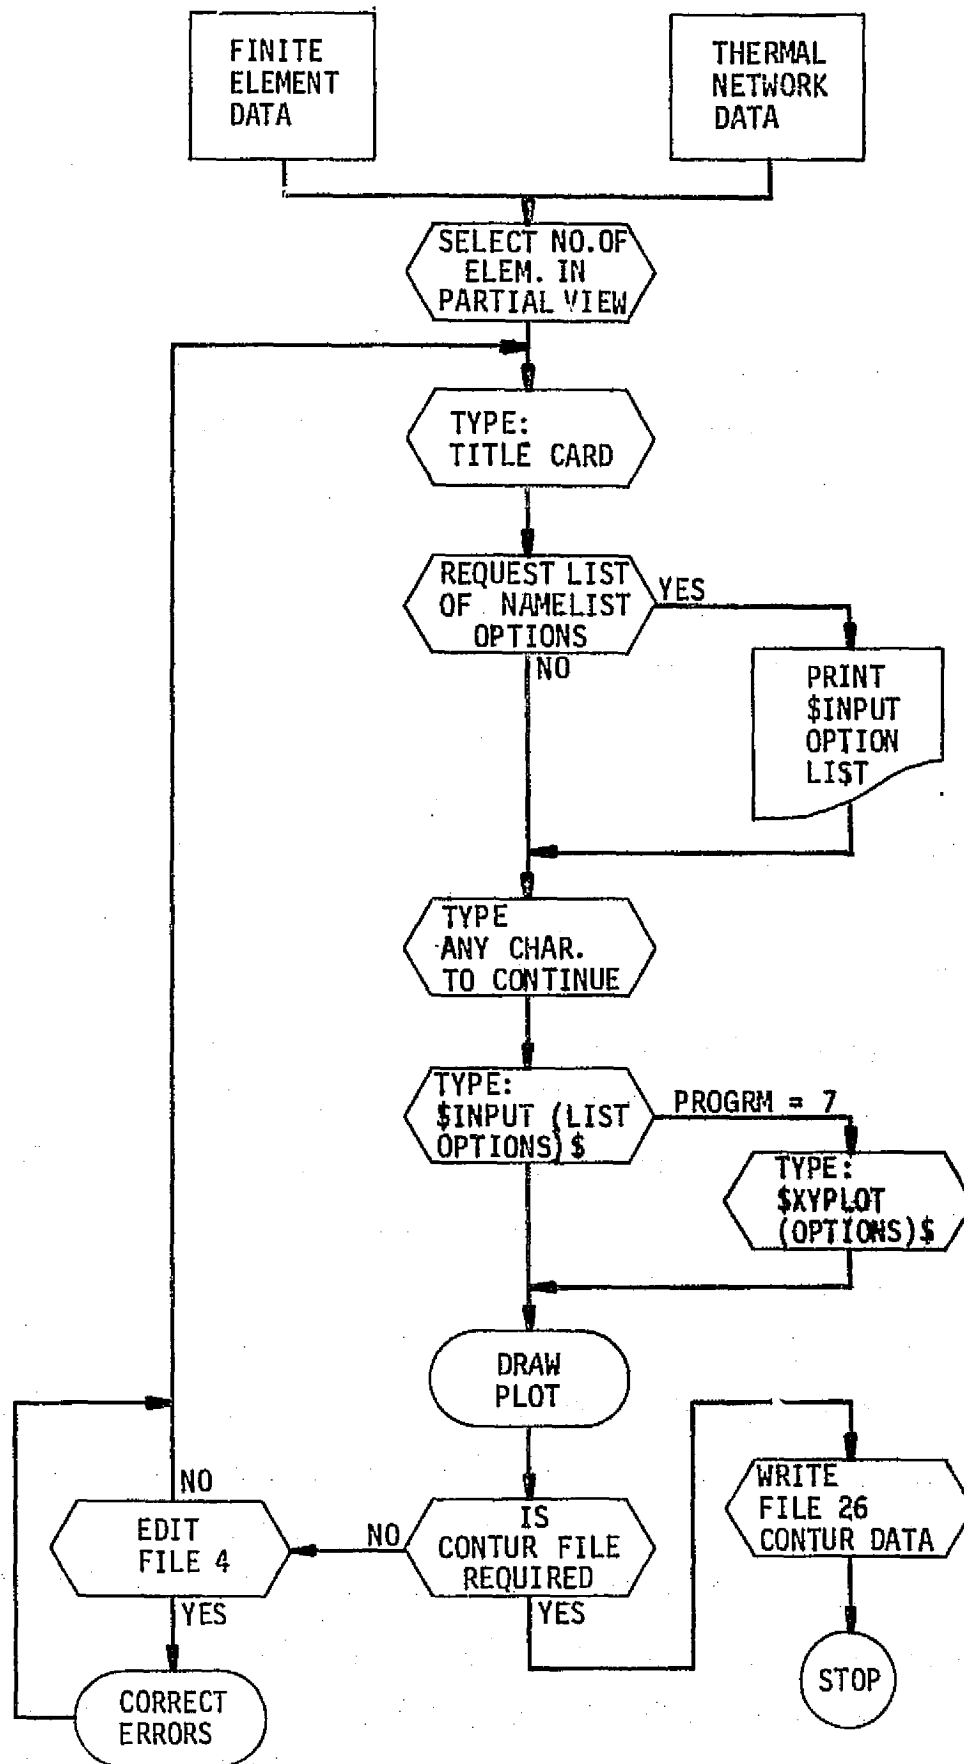 FINITE
ELEMENT
DATA
THERMAL
NETWORK
DATA
SELECT NO.OF
ELEM. IN
PARTIAL VIEW
TYPE:
TITLE CARD
REQUEST LIST
OF NAMELIST
OPTIONS
YES
NO
PRINT
$INPUT
OPTION
LIST
TYPE
ANY CHAR.
TO CONTINUE
TYPE:
$INPUT (LIST
OPTIONS)$
PROGRM = 7
TYPE:
$XYPLOT
(OPTIONS)$
DRAW
PLOT
IS
CONTUR FILE
REQUIRED
NO
YES
WRITE
FILE 26
CONTUR DATA
STOP
NO
EDIT
FILE 4
YES
CORRECT
ERRORS